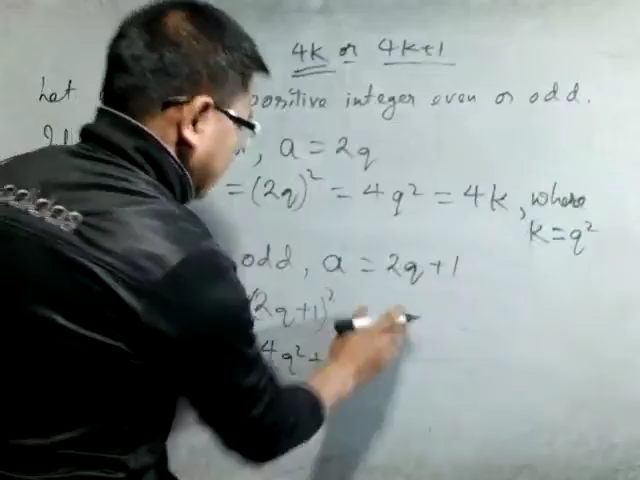 4k or 4k+1
Let positive integer even or odd.
, a = 2q
= (2q)² = 4q² = 4k, where
k = q²
odd, a = 2q + 1
(2q+1)²
4q² +